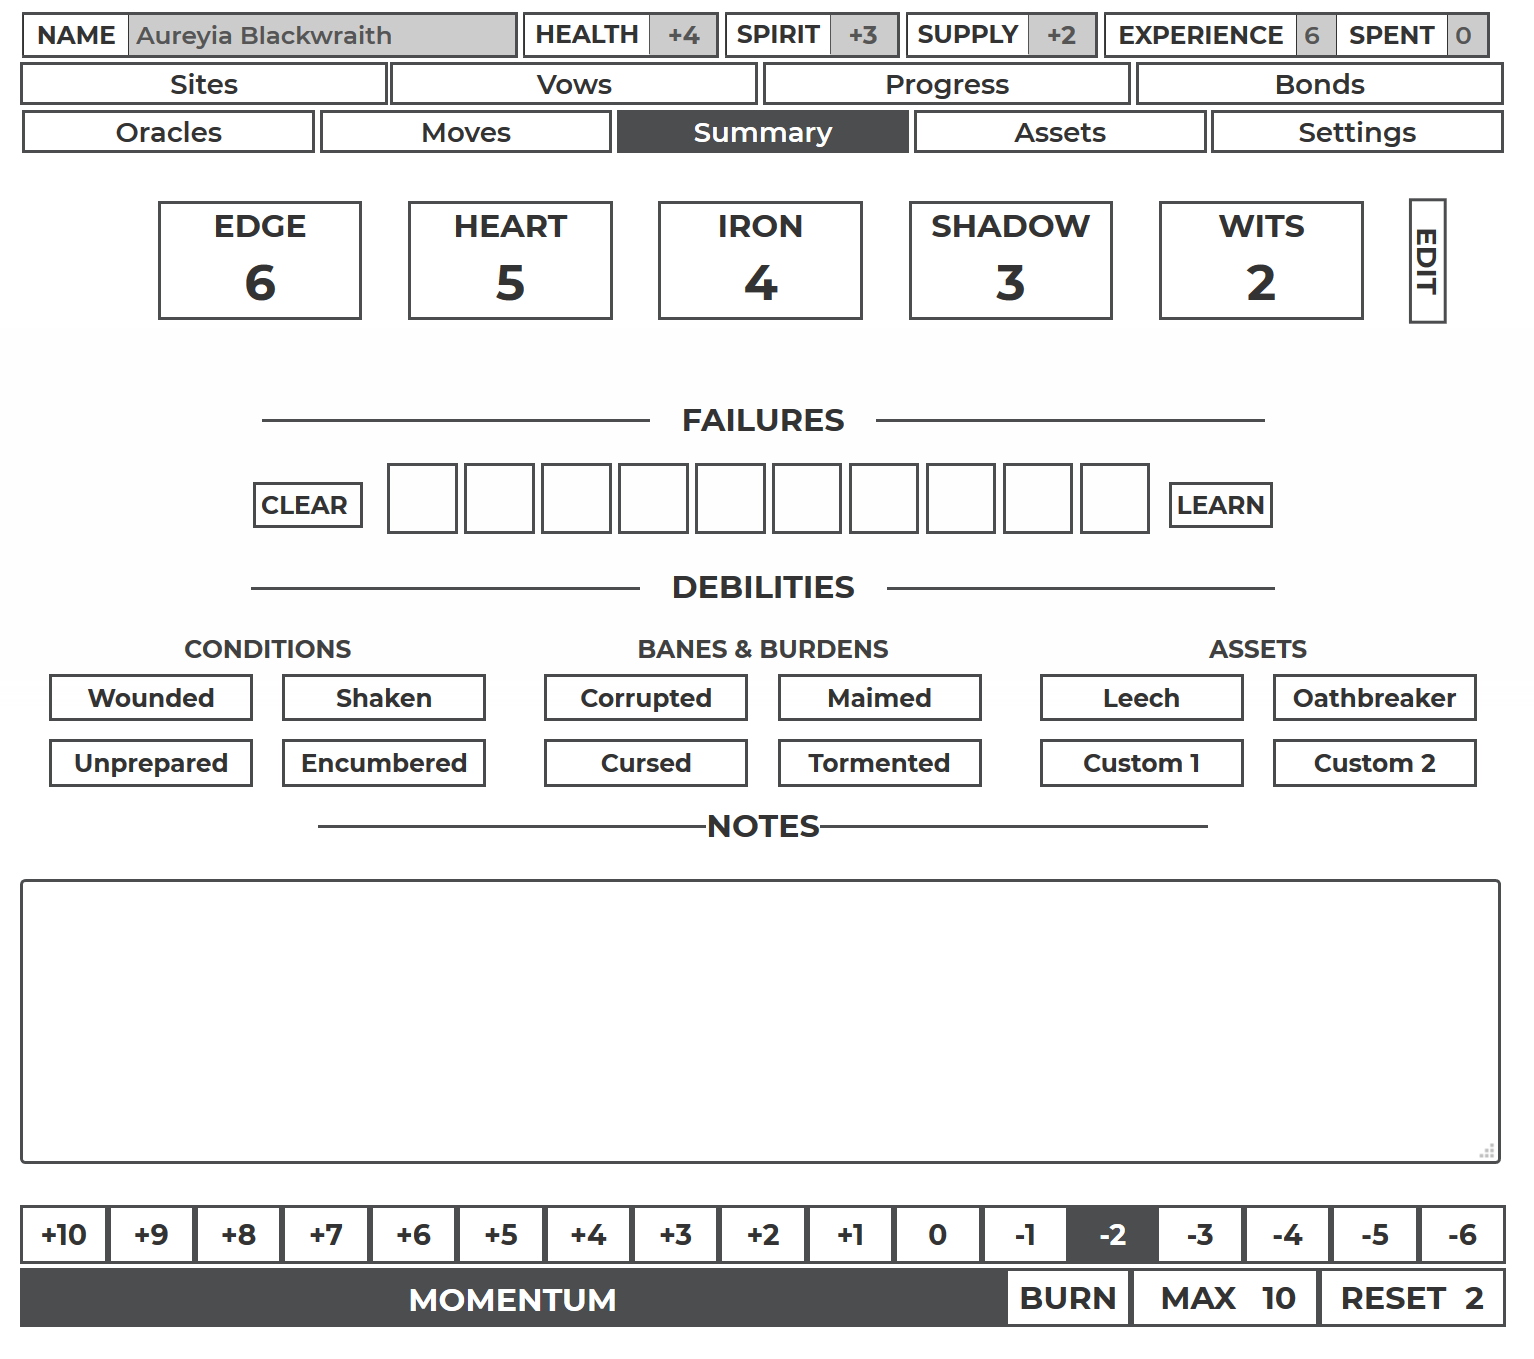 NAME Aureyia Blackwraith HEALTH +4 SPIRIT +3 SUPPLY +2 EXPERIENCE 6 SPENT 0
Sites Vows Progress Bonds
Oracles Moves Summary Assets Settings
EDGE HEART IRON SHADOW WITS EDIT
6 5 4 3 2
FAILURES
CLEAR LEARN
DEBILITIES
CONDITIONS BANES & BURDENS ASSETS
Wounded Shaken Corrupted Maimed Leech Oathbreaker
Unprepared Encumbered Cursed Tormented Custom 1 Custom 2
NOTES
+10 +9 +8 +7 +6 +5 +4 +3 +2 +1 0 -1 -2 -3 -4 -5 -6
MOMENTUM BURN MAX 10 RESET 2